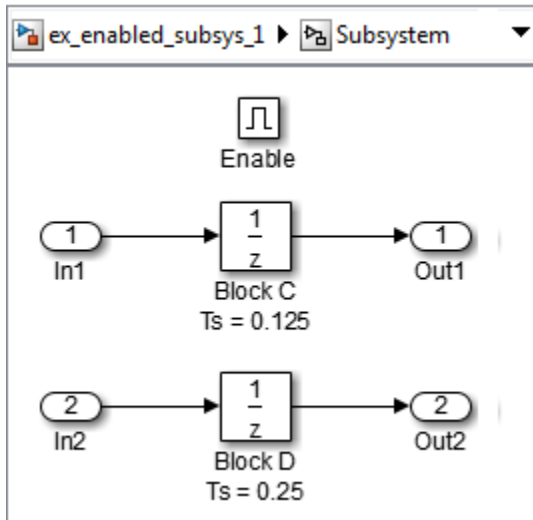 ex_enabled_subsys_1 Subsystem
Enable
1
1
z
1
In1
Block C
Out1
Ts = 0.125
2
1
z
2
In2
Block D
Out2
Ts = 0.25